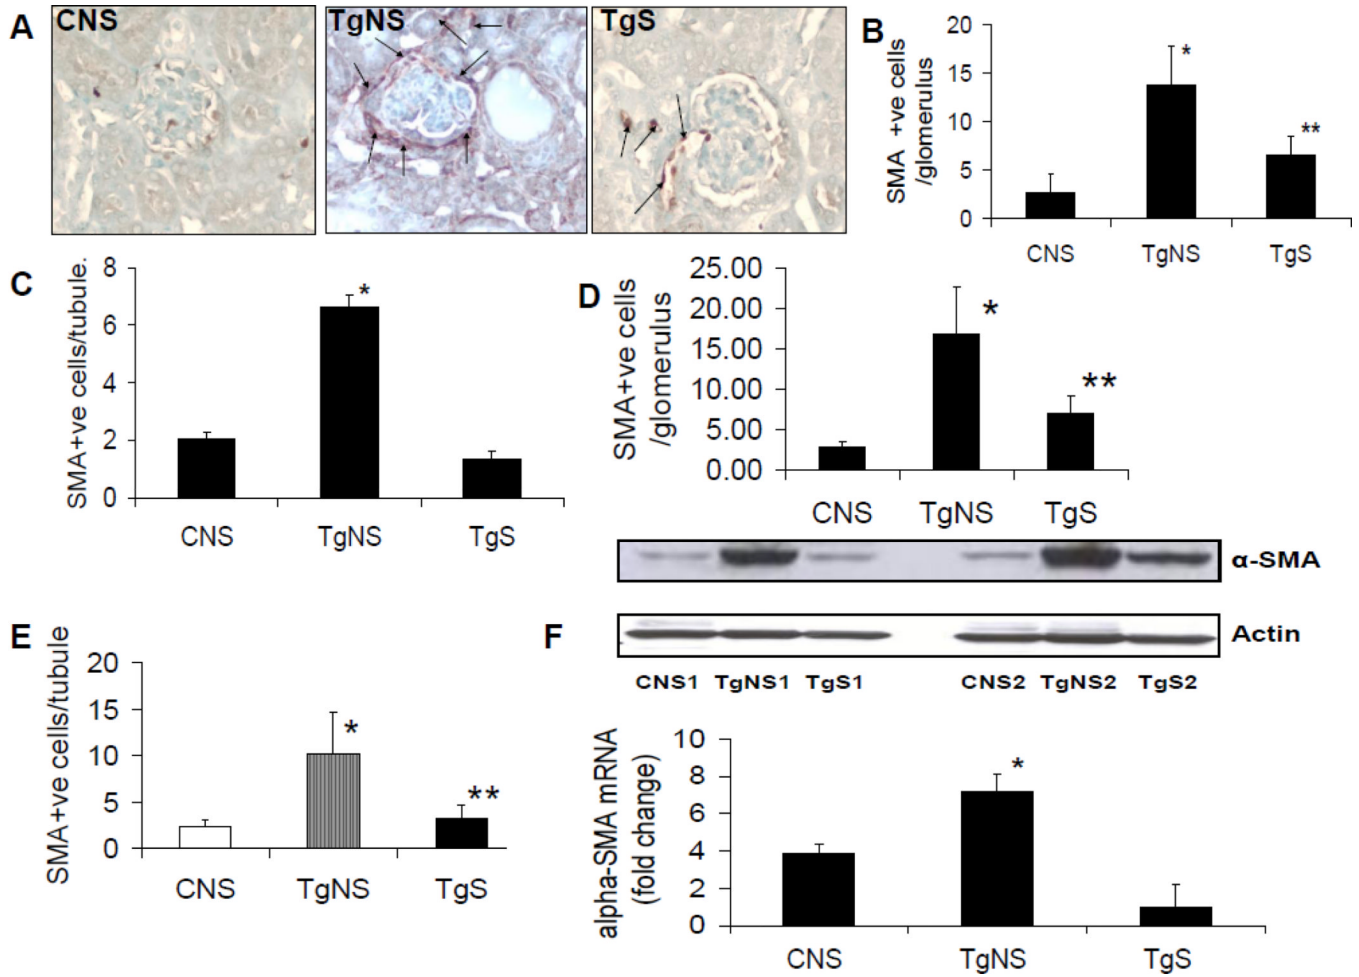 A
CNS
TgNS
TgS
B
SMA +ve cells
/glomerulus
20
15
10
5
0
*
**
CNS
TgNS
TgS
C
SMA+ve cells/tubule.
8
6
4
2
0
*
CNS
TgNS
TgS
D
SMA+ve cells
/glomerulus
25.00
20.00
15.00
10.00
5.00
0.00
*
**
CNS
TgNS
TgS
α-SMA
Actin
CNS1 TgNS1 TgS1 CNS2 TgNS2 TgS2
E
SMA+ve cells/tubule
20
15
10
5
0
*
**
CNS
TgNS
TgS
F
alpha-SMA mRNA
(fold change)
10
8
6
4
2
0
*
CNS
TgNS
TgS